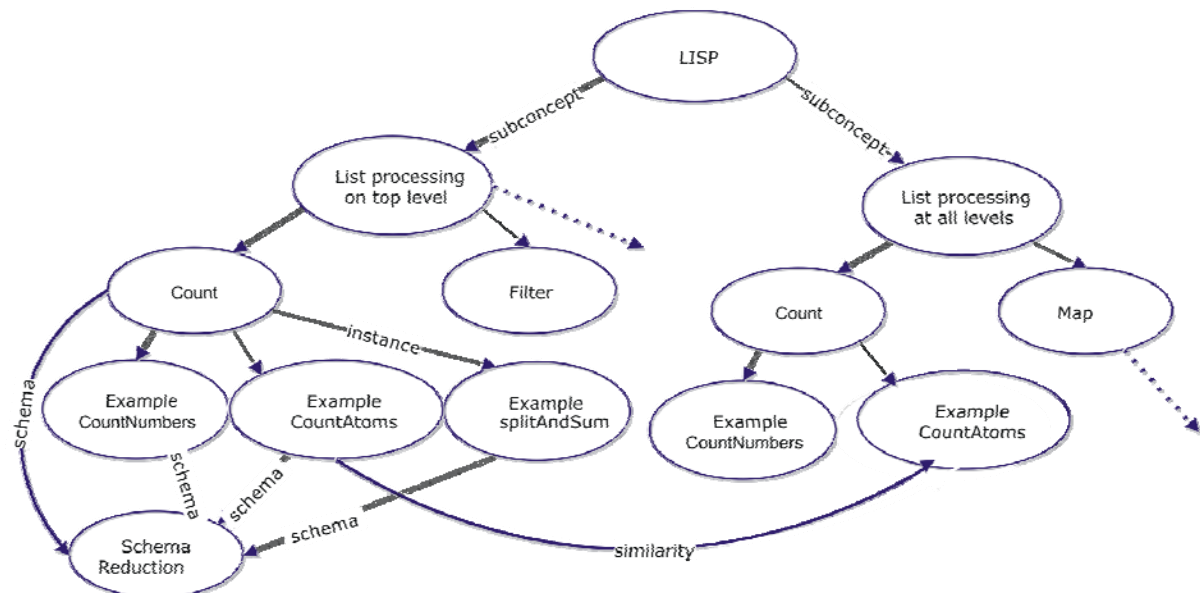 LISP
subconcept
subconcept
List processing
on top level
List processing
at all levels
Count
Filter
Count
Map
instance
schema
Example
CountNumbers
Example
CountAtoms
Example
splitAndSum
Example
CountNumbers
Example
CountAtoms
schema
schema
schema
similarity
Schema
Reduction